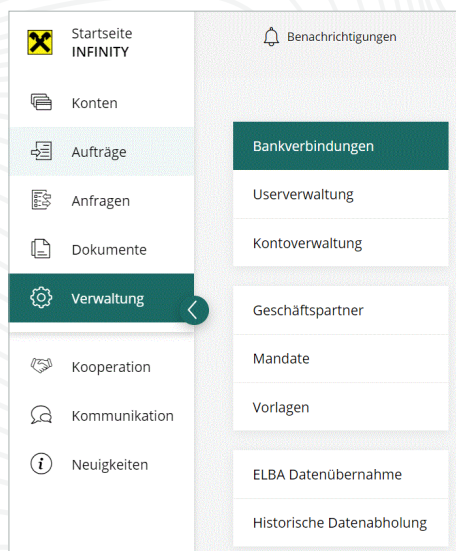 Startseite
INFINITY
Konten
Aufträge
Anfragen
Dokumente
Verwaltung
Kooperation
Kommunikation
Neuigkeiten
Benachrichtigungen
Bankverbindungen
Userverwaltung
Kontoverwaltung
Geschäftspartner
Mandate
Vorlagen
ELBA Datenübernahme
Historische Datenabholung